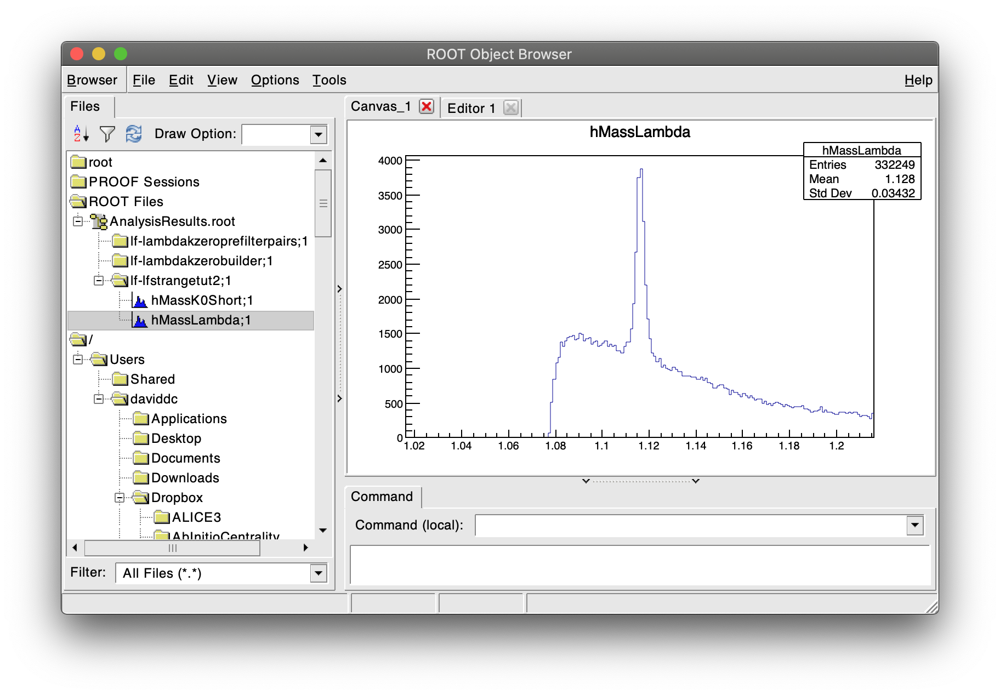 ROOT Object Browser
Browser File Edit View Options Tools Help
Files
Draw Option:
root
PROOF Sessions
ROOT Files
AnalysisResults.root
lf-lambdakzeroprefilterpairs;1
lf-lambdakzerobuilder;1
lf-lfstrangetut2;1
hMassK0Short;1
hMassLambda;1
/
Users
Shared
daviddc
Applications
Desktop
Documents
Downloads
Dropbox
ALICE3
AbInitioCentrality
Filter: All Files (*.*)
Canvas_1 Editor 1
hMassLambda
hMassLambda
Entries 332249
Mean 1.128
Std Dev 0.03432
4000
3500
3000
2500
2000
1500
1000
500
0
1.02 1.04 1.06 1.08 1.1 1.12 1.14 1.16 1.18 1.2
Command
Command (local):